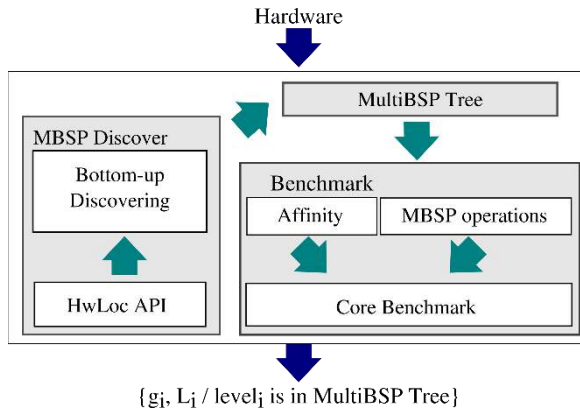 Hardware
MultiBSP Tree
MBSP Discover
Bottom-up
Discovering
HwLoc API
Benchmark
Affinity
MBSP operations
Core Benchmark
{gi, Li / leveli is in MultiBSP Tree}